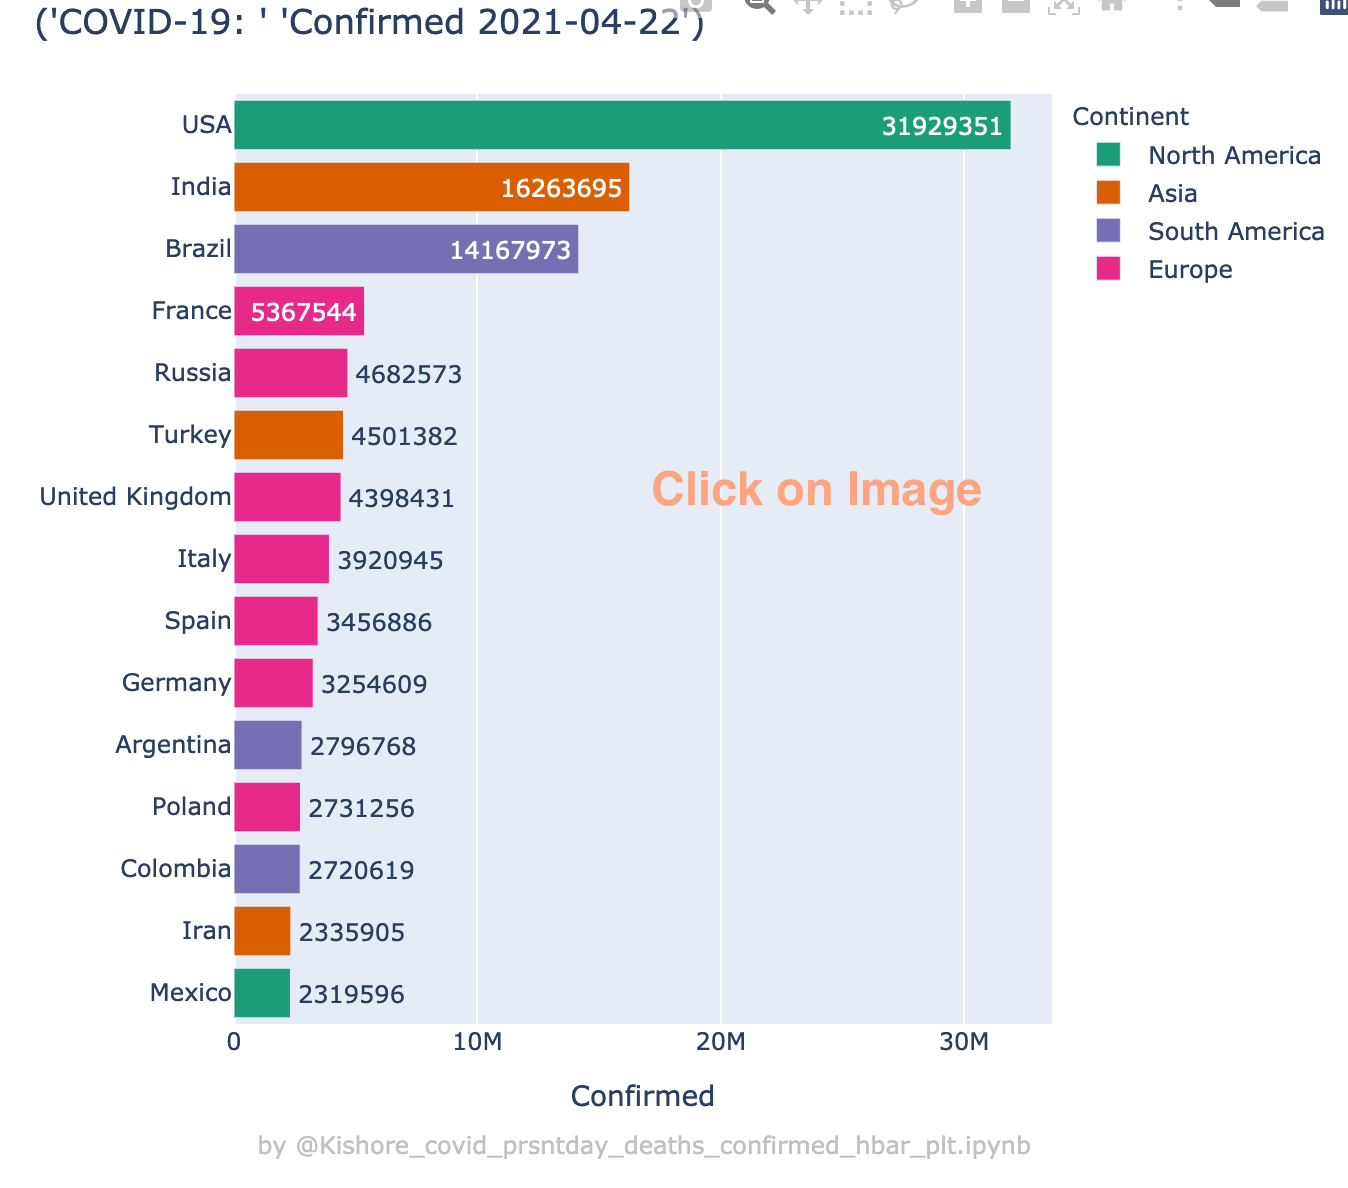 ('COVID-19: ' 'Confirmed 2021-04-22')
Continent
North America
Asia
South America
Europe
USA 31929351
India 16263695
Brazil 14167973
France 5367544
Russia 4682573
Turkey 4501382
United Kingdom 4398431
Click on Image
Italy 3920945
Spain 3456886
Germany 3254609
Argentina 2796768
Poland 2731256
Colombia 2720619
Iran 2335905
Mexico 2319596
0 10M 20M 30M
Confirmed
by @Kishore_covid_prsntday_deaths_confirmed_hbar_plt.ipynb